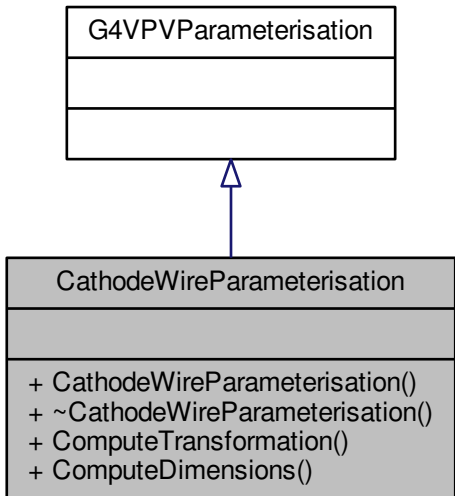 G4VPVParameterisation
CathodeWireParameterisation
+ CathodeWireParameterisation()
+ ~CathodeWireParameterisation()
+ ComputeTransformation()
+ ComputeDimensions()